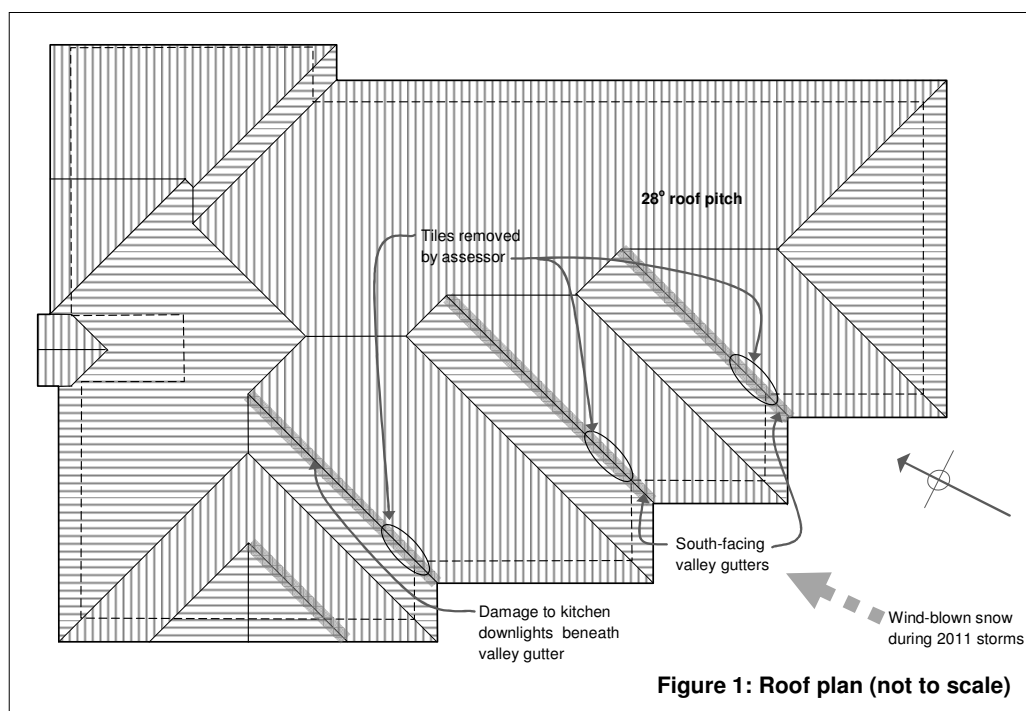 28° roof pitch
Tiles removed
by assessor
South-facing
valley gutters
Damage to kitchen
downlights beneath
valley gutter
Wind-blown snow
during 2011 storms
Figure 1: Roof plan (not to scale)